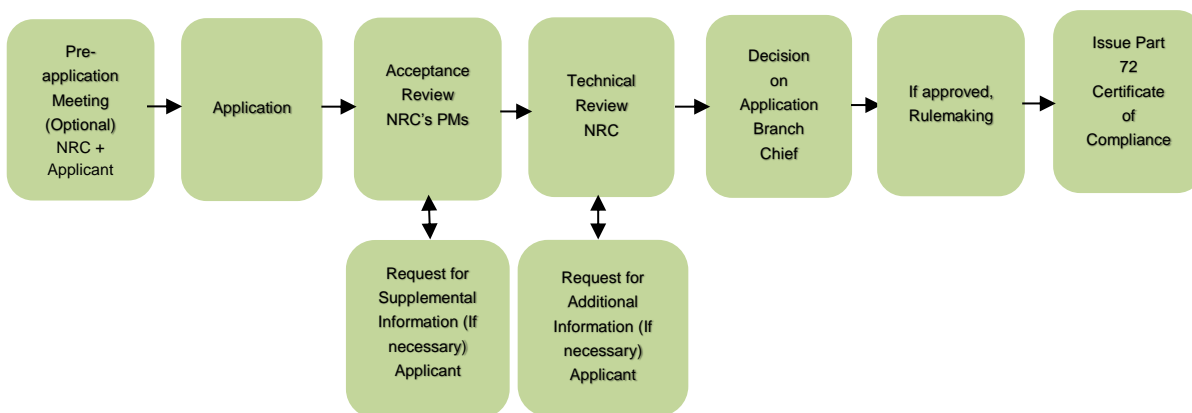 Pre-
application
Meeting
(Optional)
NRC +
Applicant
Application
Acceptance
Review
NRC's PMs
Technical
Review
NRC
Decision
on
Application
Branch
Chief
If approved,
Rulemaking
Issue Part
72
Certificate
of
Compliance
Request for
Supplemental
Information (If
necessary)
Applicant
Request for
Additional
Information (If
necessary)
Applicant